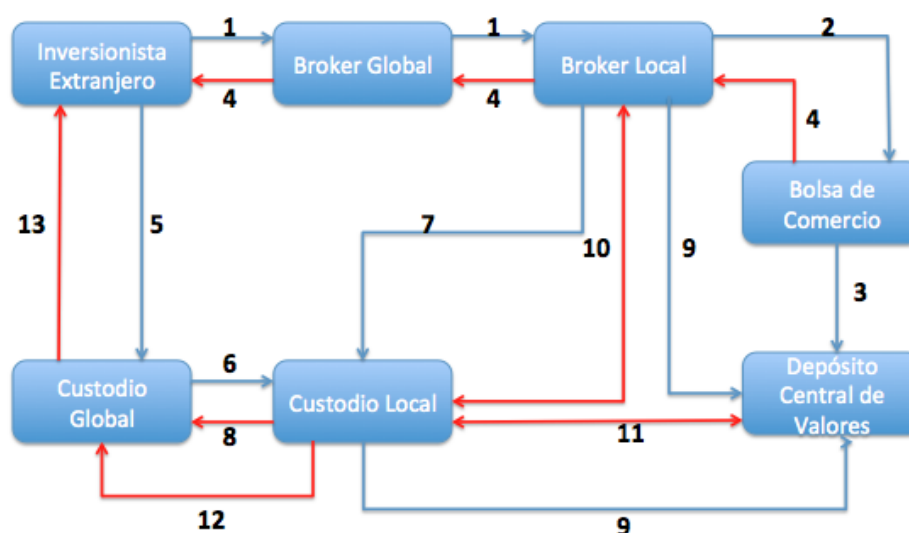 1
1
2
Inversionista
Extranjero
Broker Global
Broker Local
4
4
4
Bolsa de
Comercio
13
5
7
10
9
3
6
Custodio
Global
Custodio Local
Depósito
Central de
Valores
8
11
12
9